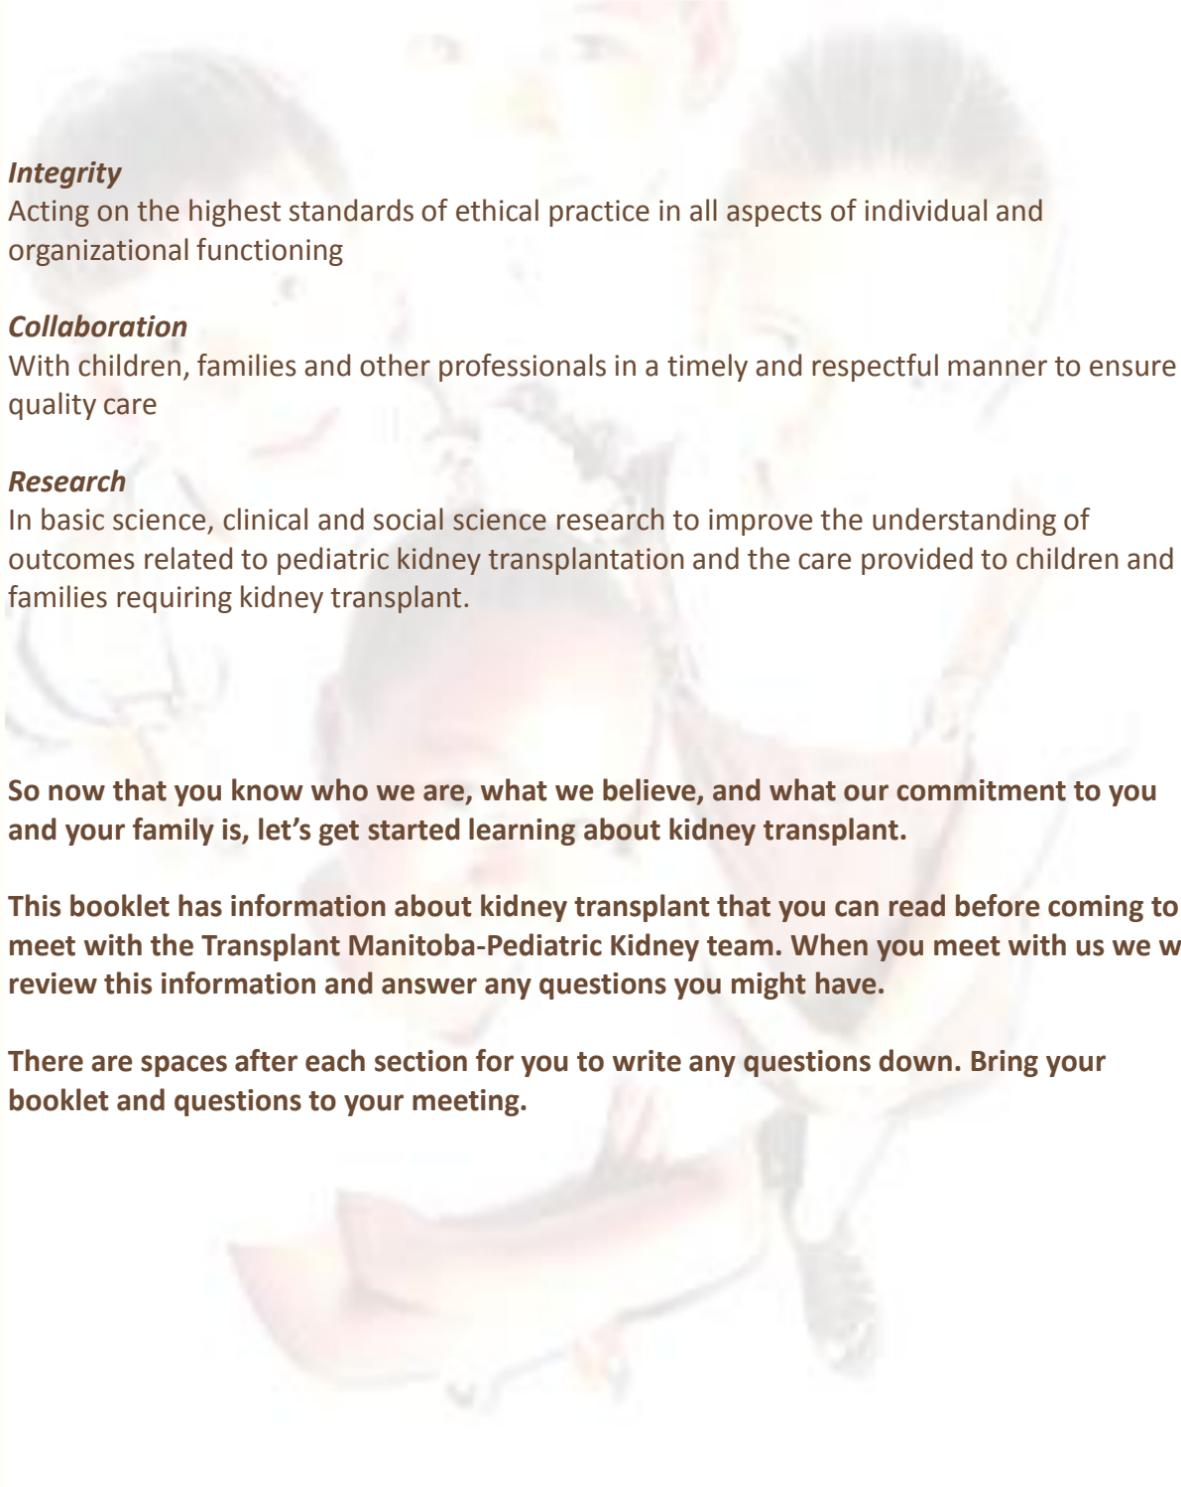 Integrity
Acting on the highest standards of ethical practice in all aspects of individual and
organizational functioning
Collaboration
With children, families and other professionals in a timely and respectful manner to ensure
quality care
Research
In basic science, clinical and social science research to improve the understanding of
outcomes related to pediatric kidney transplantation and the care provided to children and
families requiring kidney transplant.
So now that you know who we are, what we believe, and what our commitment to you
and your family is, let’s get started learning about kidney transplant.
This booklet has information about kidney transplant that you can read before coming to
meet with the Transplant Manitoba-Pediatric Kidney team. When you meet with us we
review this information and answer any questions you might have.
There are spaces after each section for you to write any questions down. Bring your
booklet and questions to your meeting.